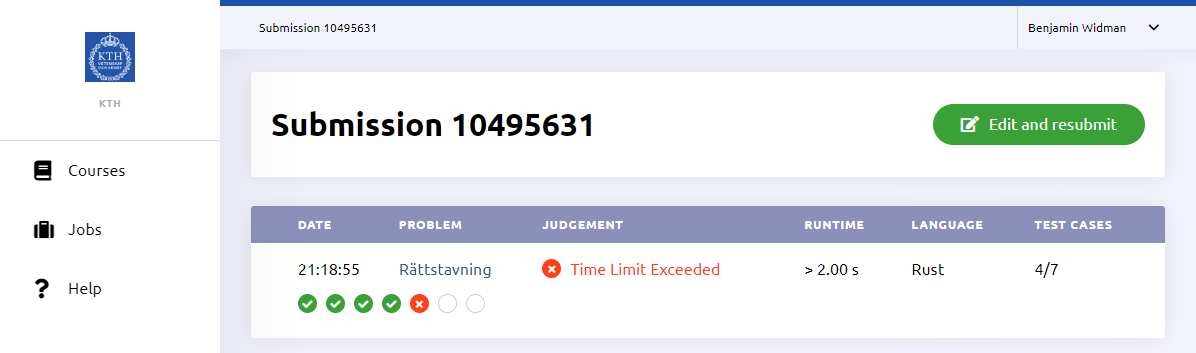 KTH
VETENSKAP
OCH KONST
KTH
Courses
Jobs
Help
Submission 10495631
Benjamin Widman
Submission 10495631
Edit and resubmit
DATE PROBLEM JUDGEMENT RUNTIME LANGUAGE TEST CASES
21:18:55 Rättstavning Time Limit Exceeded > 2.00 s Rust 4/7